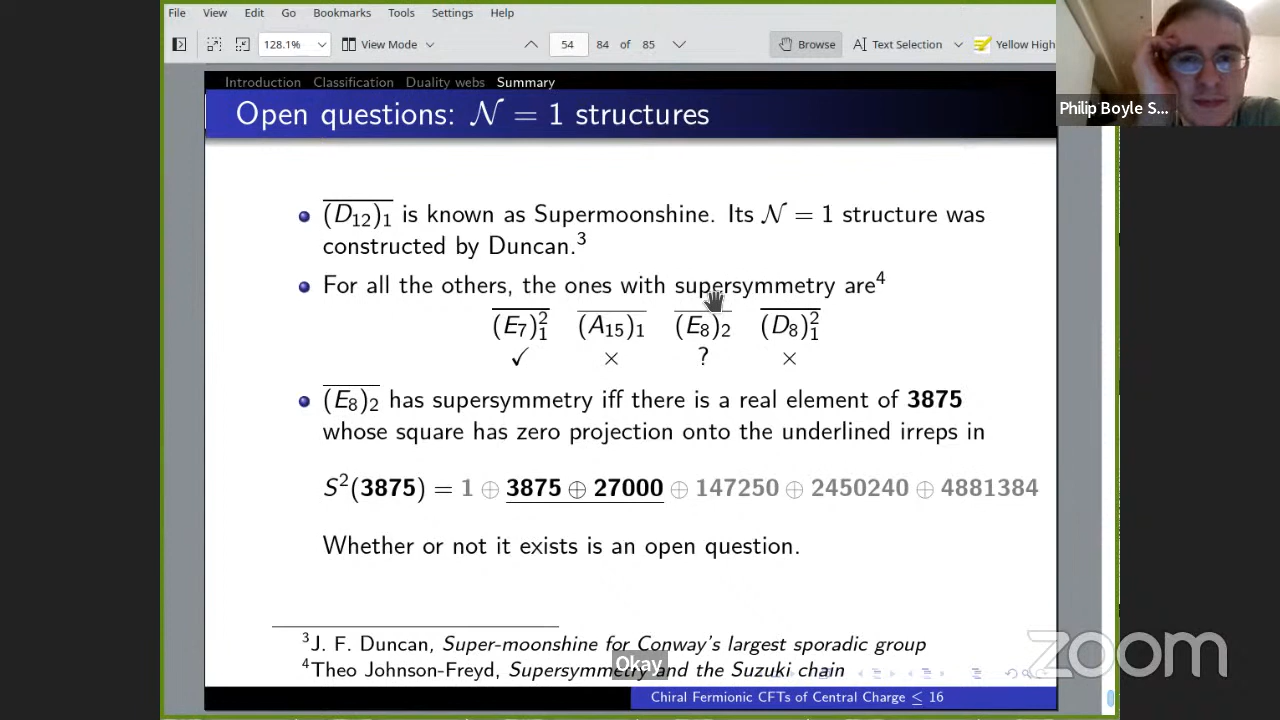 File View Edit Go Bookmarks Tools Settings Help
128.1% View Mode 54 84 of 85 Browse Text Selection Yellow High
Philip Boyle S...
Introduction Classification Duality webs Summary
Open questions: 𝒩 = 1 structures
(D₁₂)₁ is known as Supermoonshine. Its 𝒩 = 1 structure was
constructed by Duncan.³
For all the others, the ones with supersymmetry are⁴
(E₇)₁² (A₁₅)₁ (E₈)₂ (D₈)₁²
✓ × ? ×
(E₈)₂ has supersymmetry iff there is a real element of 3875
whose square has zero projection onto the underlined irreps in
S²(3875) = 1 ⊕ 3875 ⊕ 27000 ⊕ 147250 ⊕ 2450240 ⊕ 4881384
Whether or not it exists is an open question.
³J. F. Duncan, Super-moonshine for Conway's largest sporadic group
⁴Theo Johnson-Freyd, Supersymmetry and the Suzuki chain
Okay
zoom
Chiral Fermionic CFTs of Central Charge ≤ 16